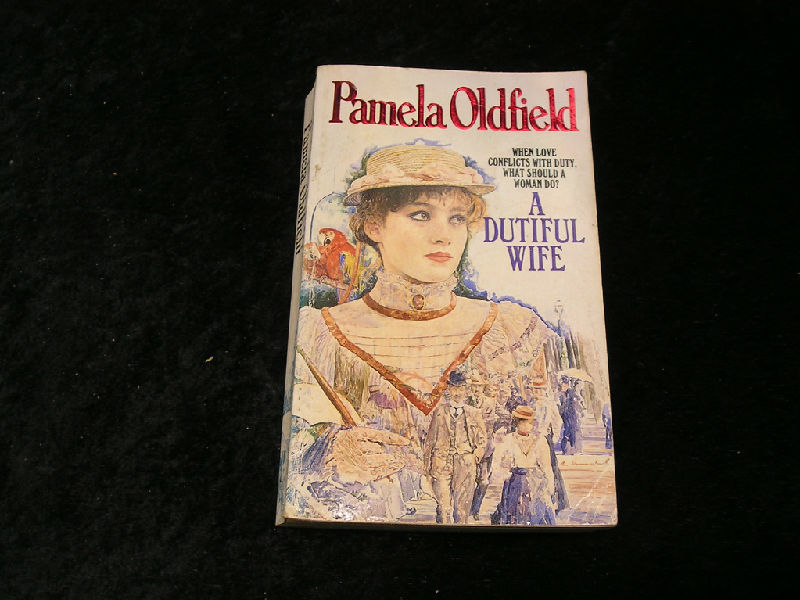 Pamela Oldfield
WHEN LOVE
CONFLICTS WITH DUTY,
WHAT SHOULD A
WOMAN DO?
A
DUTIFUL
WIFE